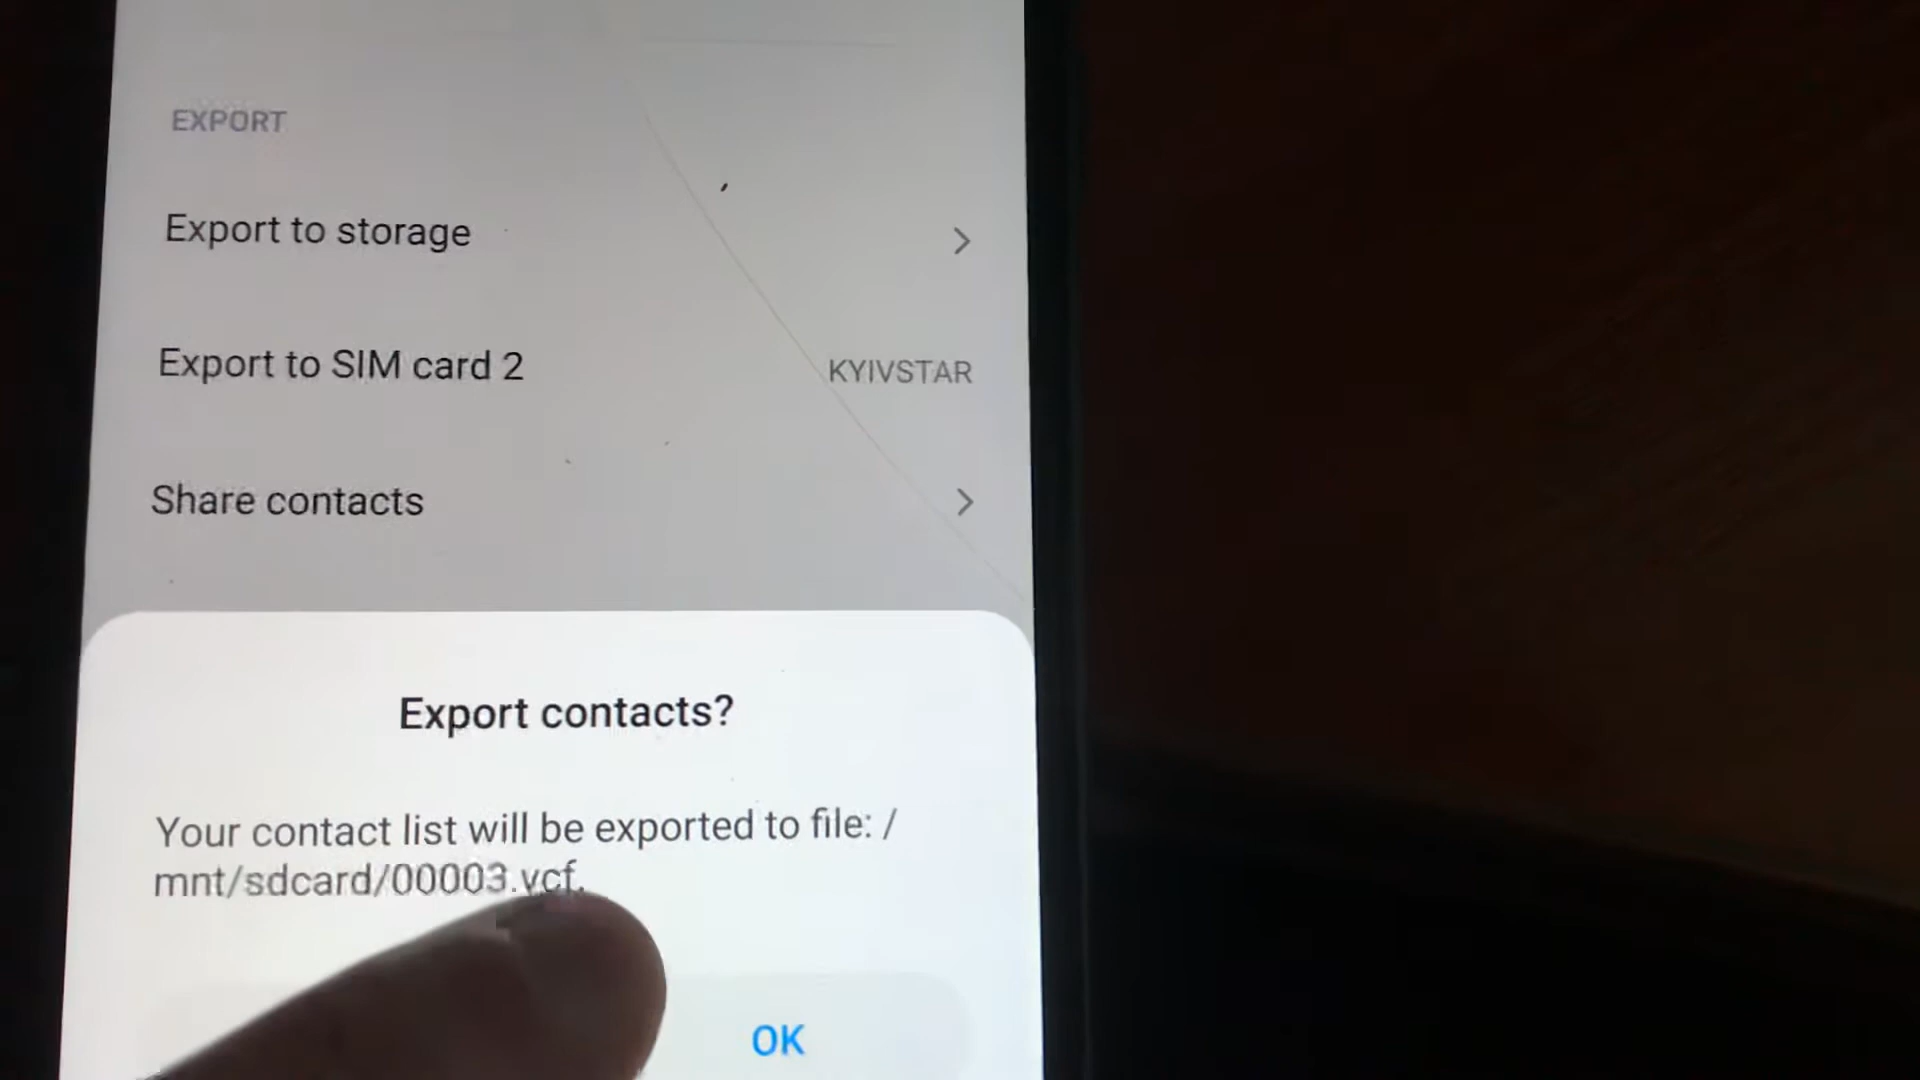 EXPORT
Export to storage
Export to SIM card 2
KYIVSTAR
Share contacts
Export contacts?
Your contact list will be exported to file: /
mnt/sdcard/00003.vcf.
OK